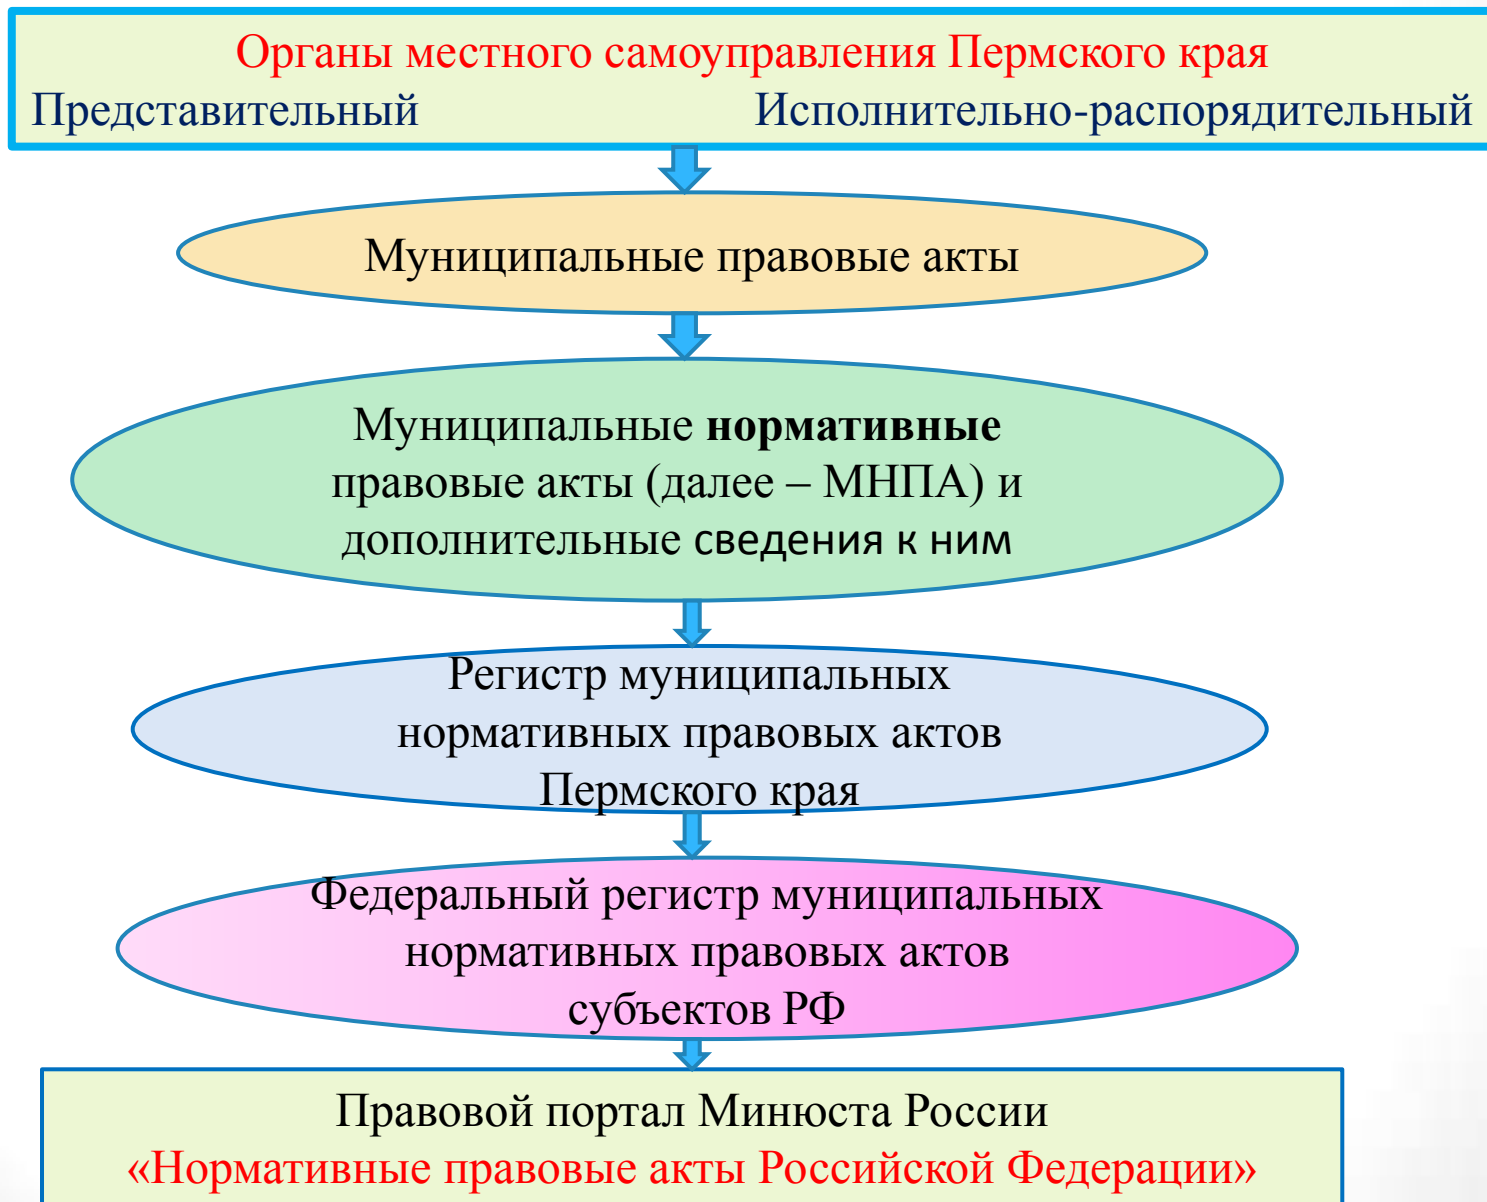 Органы местного самоуправления Пермского края
Представительный Исполнительно-распорядительный
Муниципальные правовые акты
Муниципальные нормативные
правовые акты (далее – МНПА) и
дополнительные сведения к ним
Регистр муниципальных
нормативных правовых актов
Пермского края
Федеральный регистр муниципальных
нормативных правовых актов
субъектов РФ
Правовой портал Минюста России
«Нормативные правовые акты Российской Федерации»